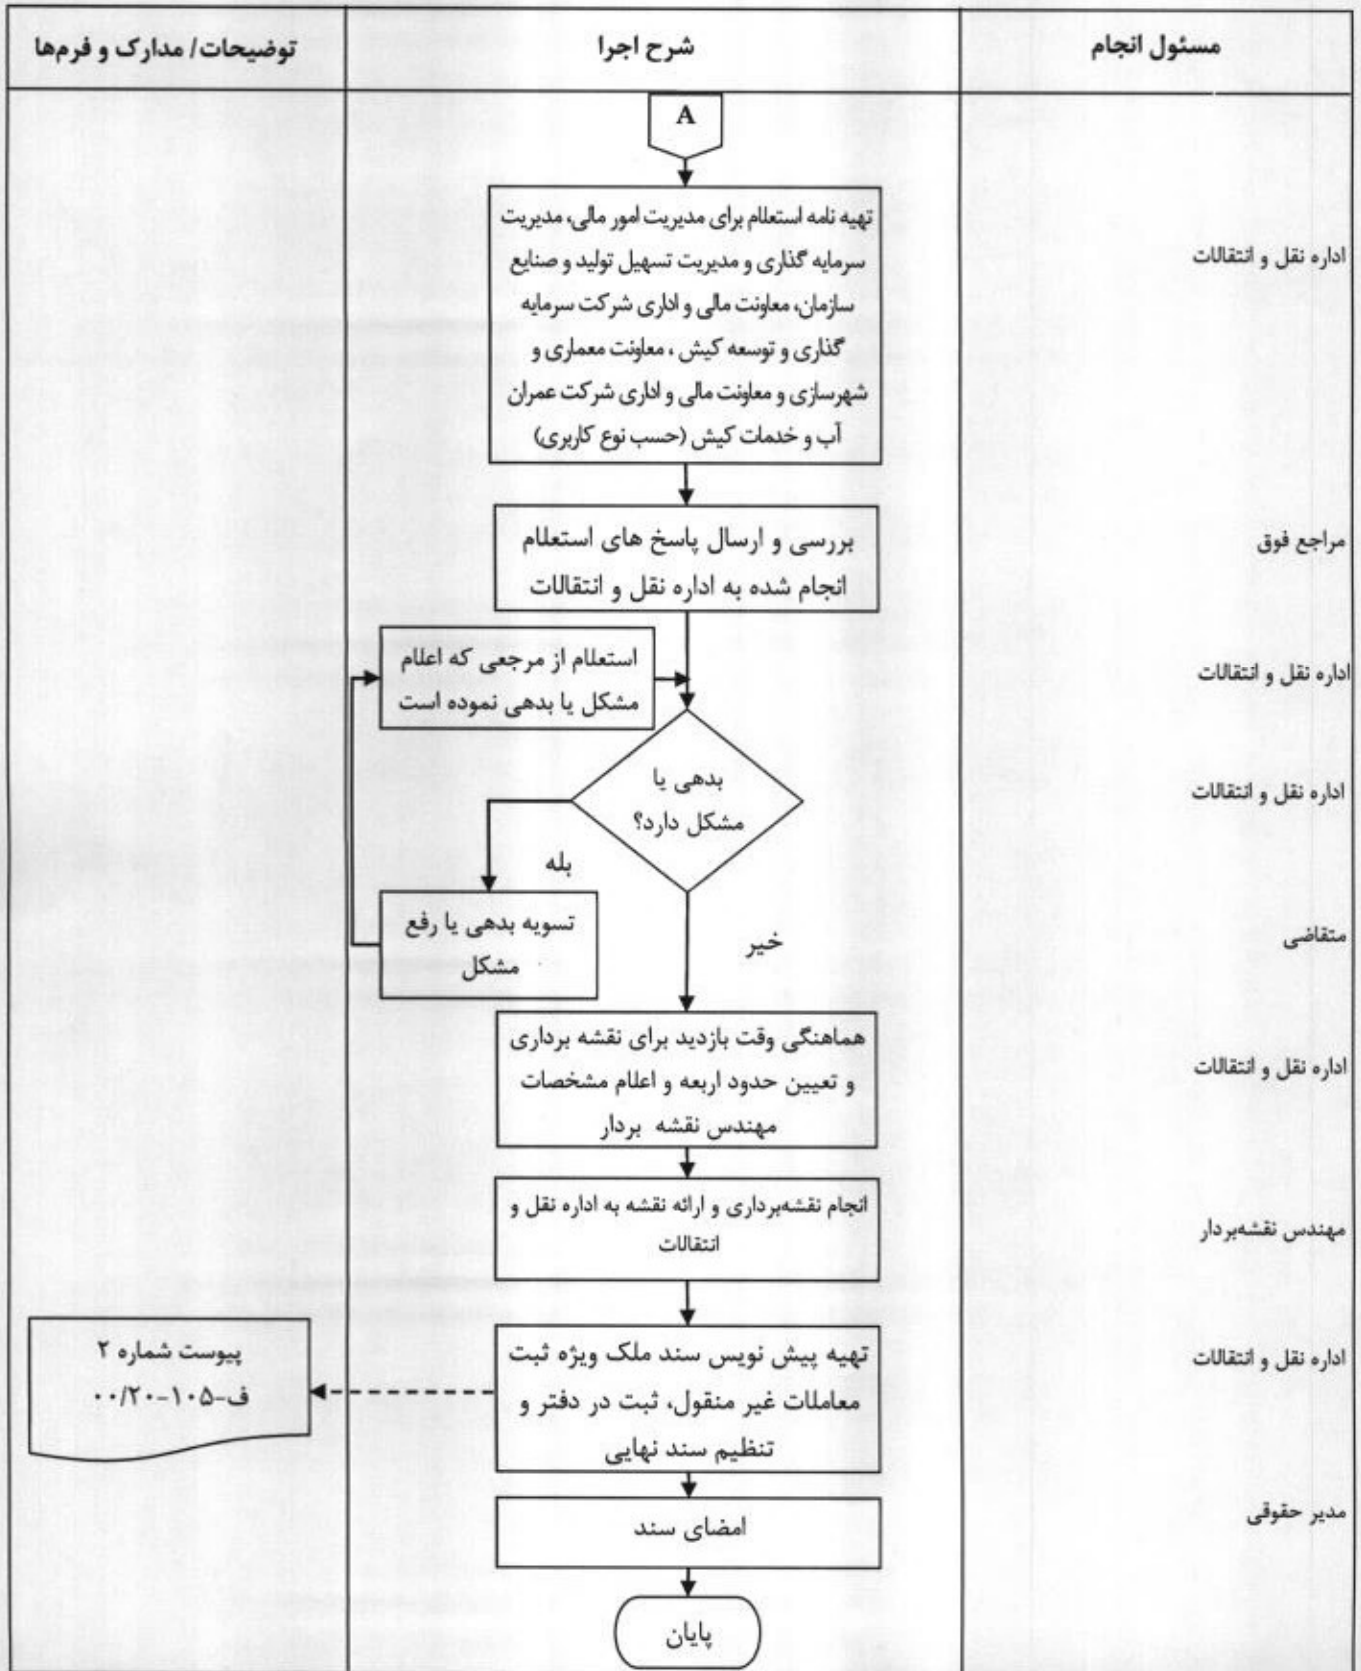 مسئول انجام
شرح اجرا
توضیحات/ مدارک و فرم‌ها
A
اداره نقل و انتقالات
تهیه نامه استعلام برای مدیریت امور مالی، مدیریت
سرمایه گذاری و مدیریت تسهیل تولید و صنایع
سازمان، معاونت مالی و اداری شرکت سرمایه
گذاری و توسعه کیش ، معاونت معماری و
شهرسازی و معاونت مالی و اداری شرکت عمران
آب و خدمات کیش (حسب نوع کاربری)
مراجع فوق
بررسی و ارسال پاسخ های استعلام
انجام شده به اداره نقل و انتقالات
اداره نقل و انتقالات
استعلام از مرجعی که اعلام
مشکل یا بدهی نموده است
اداره نقل و انتقالات
بدهی یا
مشکل دارد؟
بله
خیر
متقاضی
تسویه بدهی یا رفع
مشکل
اداره نقل و انتقالات
هماهنگی وقت بازدید برای نقشه برداری
و تعیین حدود اربعه و اعلام مشخصات
مهندس نقشه بردار
مهندس نقشه‌بردار
انجام نقشه‌برداری و ارائه نقشه به اداره نقل و
انتقالات
اداره نقل و انتقالات
تهیه پیش نویس سند ملک ویژه ثبت
معاملات غیر منقول، ثبت در دفتر و
تنظیم سند نهایی
پیوست شماره ۲
ف-۱۰۵-۰۰/۲۰
مدیر حقوقی
امضای سند
پایان